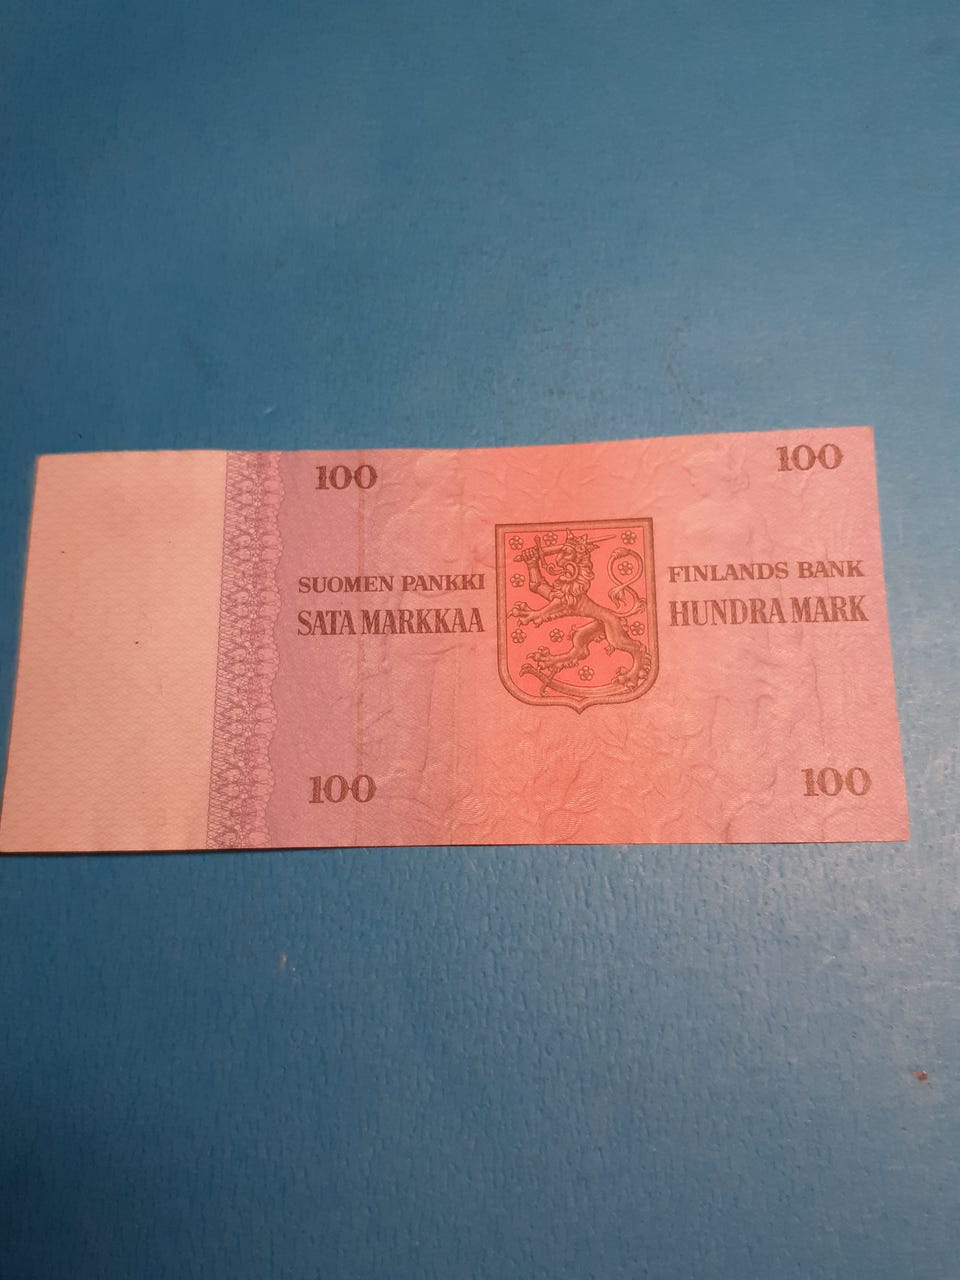 100
100
SUOMEN PANKKI
SATA MARKKAA
FINLANDS BANK
HUNDRA MARK
100
100